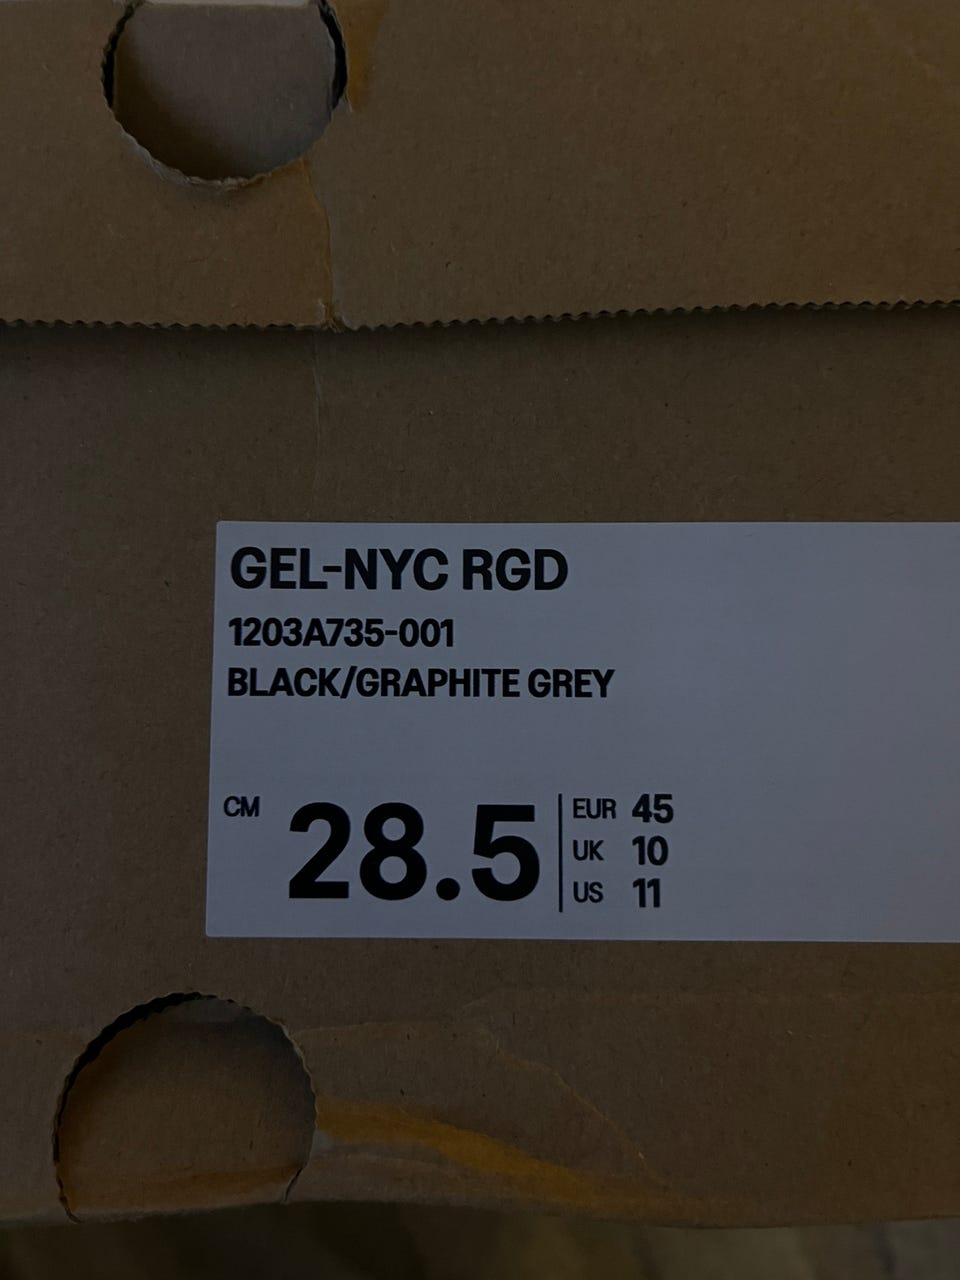 GEL-NYC RGD
1203A735-001
BLACK/GRAPHITE GREY
CM 28.5
EUR 45
UK 10
US 11